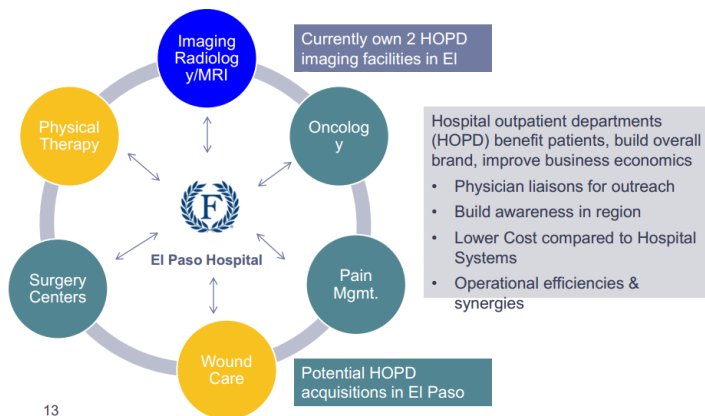 Imaging
Radiolog
y/MRI
Currently own 2 HOPD
imaging facilities in El
Physical
Therapy
Oncolog
y
Hospital outpatient departments
(HOPD) benefit patients, build overall
brand, improve business economics
• Physician liaisons for outreach
• Build awareness in region
• Lower Cost compared to Hospital
Systems
• Operational efficiencies &
synergies
F
El Paso Hospital
Surgery
Centers
Pain
Mgmt.
Wound
Care
Potential HOPD
acquisitions in El Paso
13